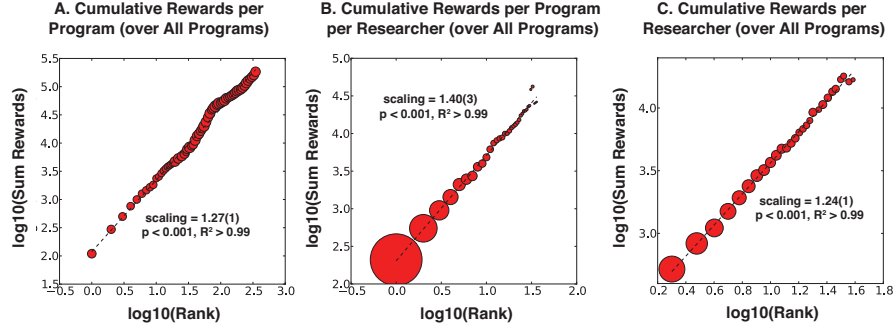 A. Cumulative Rewards per
Program (over All Programs)
5.5
5.0
4.5
4.0
3.5
3.0
2.5
2.0
1.5
log10(Sum Rewards)
scaling = 1.27(1)
p < 0.001, R² > 0.99
−0.5 0.0 0.5 1.0 1.5 2.0 2.5 3.0
log10(Rank)
B. Cumulative Rewards per Program
per Researcher (over All Programs)
5.0
4.5
4.0
3.5
3.0
2.5
2.0
log10(Sum Rewards)
scaling = 1.40(3)
p < 0.001, R² > 0.99
−0.5 0.0 0.5 1.0 1.5 2.0
log10(Rank)
C. Cumulative Rewards per
Researcher (over All Programs)
4.0
3.5
3.0
log10(Sum Rewards)
scaling = 1.24(1)
p < 0.001, R² > 0.99
0.2 0.4 0.6 0.8 1.0 1.2 1.4 1.6 1.8
log10(Rank)